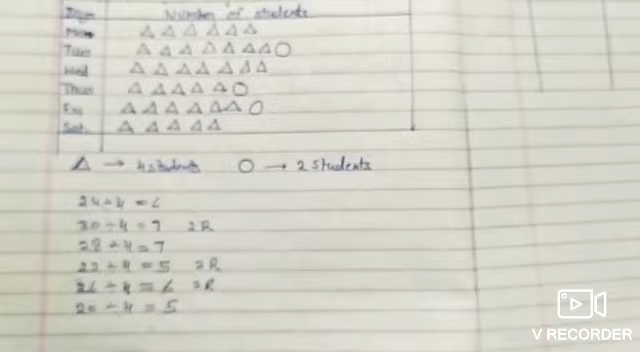 Days Number of students
Mon △ △ △ △ △ △
Tues △ △ △ △ △ △ △ ○
Wed △ △ △ △ △ △ △
Thurs △ △ △ △ △ ○
Fri △ △ △ △ △ △ ○
Sat △ △ △ △ △
△ → 4 students ○ → 2 students
24 ÷ 4 = 6
30 ÷ 4 = 7 2R
28 ÷ 4 = 7
22 ÷ 4 = 5 2R
26 ÷ 4 = 6 2R
20 ÷ 4 = 5
V RECORDER